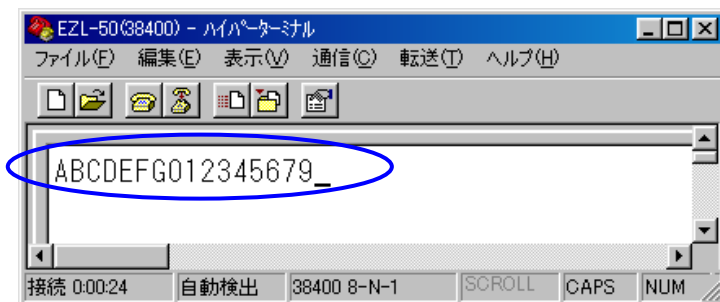 EZL-50(38400) - ハイパーターミナル
ファイル(F) 編集(E) 表示(V) 通信(C) 転送(T) ヘルプ(H)
ABCDEFG012345679_
接続 0:00:24 自動検出 38400 8-N-1 SCROLL CAPS NUM